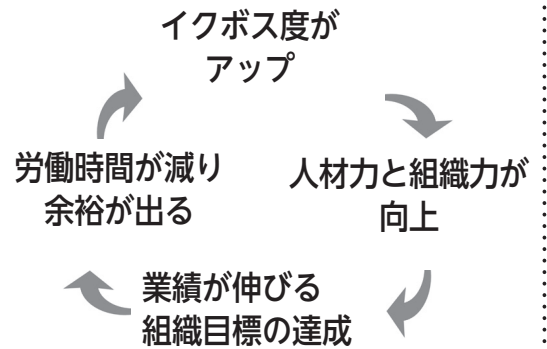 イクボス度が
アップ
人材力と組織力が
向上
業績が伸びる
組織目標の達成
労働時間が減り
余裕が出る